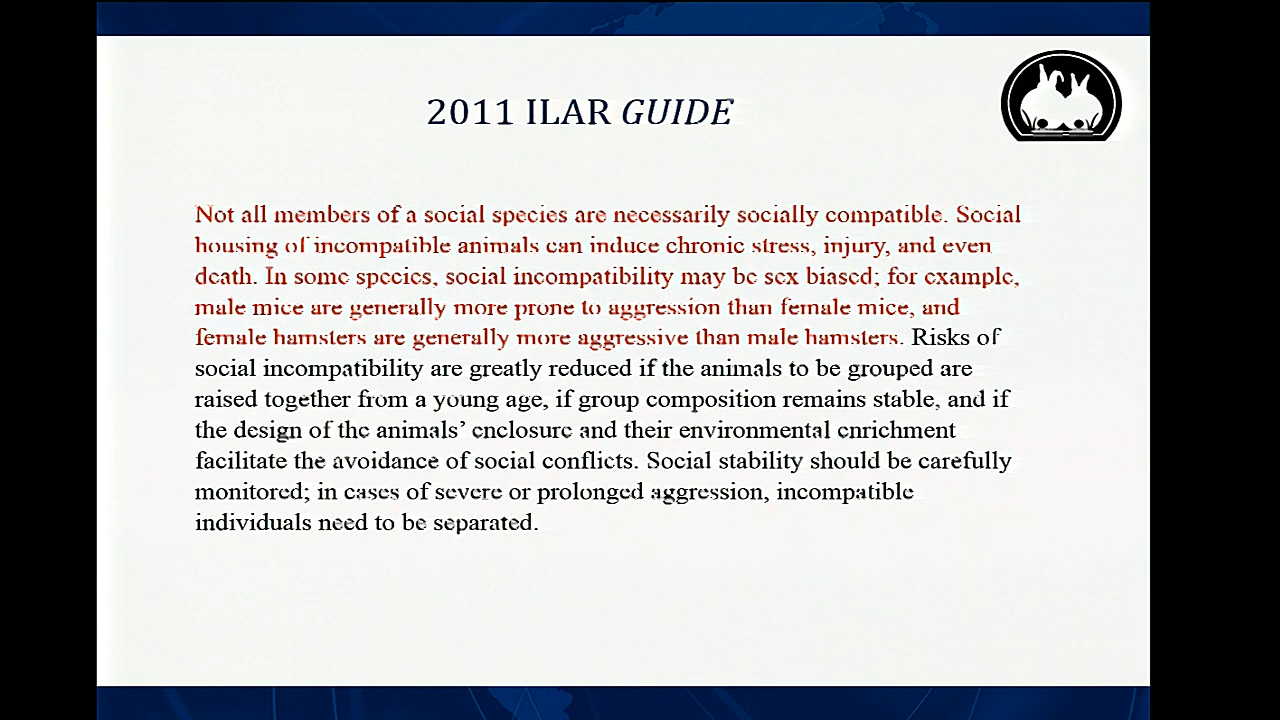 2011 ILAR GUIDE
Not all members of a social species are necessarily socially compatible. Social
housing of incompatible animals can induce chronic stress, injury, and even
death. In some species, social incompatibility may be sex biased; for example,
male mice are generally more prone to aggression than female mice, and
female hamsters are generally more aggressive than male hamsters. Risks of
social incompatibility are greatly reduced if the animals to be grouped are
raised together from a young age, if group composition remains stable, and if
the design of the animals’ enclosure and their environmental enrichment
facilitate the avoidance of social conflicts. Social stability should be carefully
monitored; in cases of severe or prolonged aggression, incompatible
individuals need to be separated.